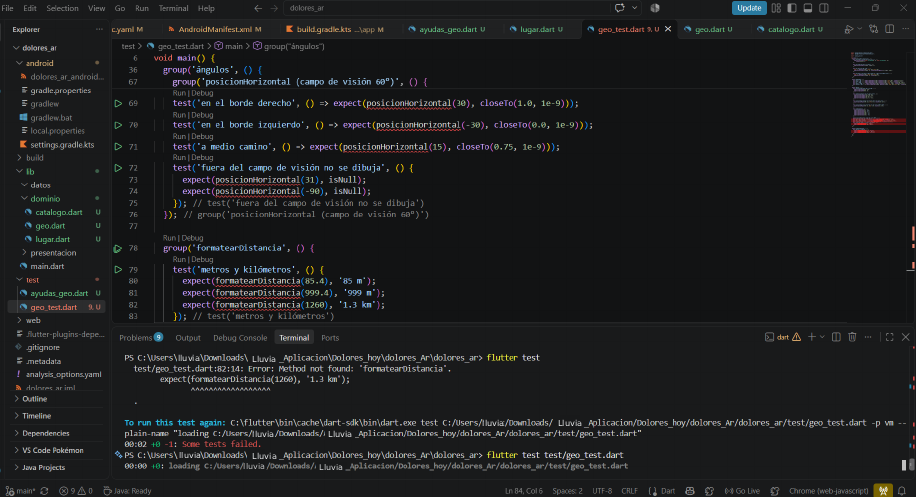 File Edit Selection View Go Run Terminal Help
dolores_ar
Update
Explorer
c.yaml M
AndroidManifest.xml M
build.gradle.kts ...\app M
ayudas_geo.dart U
lugar.dart U
geo_test.dart 9, U
geo.dart U
catalogo.dart U
test > geo_test.dart > main > group("ángulos")
dolores_ar
android
dolores_ar_android...
gradle.properties
gradlew
gradlew.bat
local.properties
settings.gradle.kts
build
lib
datos
dominio
catalogo.dart U
geo.dart U
lugar.dart U
presentacion
main.dart
test
ayudas_geo.dart U
geo_test.dart 9, U
web
.flutter-plugins-depe...
.gitignore
.metadata
analysis_options.yaml
dolores_ar.iml
Outline
Timeline
Dependencies
VS Code Pokémon
Java Projects
6 void main() {
36 group('ángulos', () {
67 group('posicionHorizontal (campo de visión 60°)', () {
Run | Debug
69 test('en el borde derecho', () => expect(posicionHorizontal(30), closeTo(1.0, 1e-9)));
Run | Debug
70 test('en el borde izquierdo', () => expect(posicionHorizontal(-30), closeTo(0.0, 1e-9)));
Run | Debug
71 test('a medio camino', () => expect(posicionHorizontal(15), closeTo(0.75, 1e-9)));
Run | Debug
72 test('fuera del campo de visión no se dibuja', () {
73 expect(posicionHorizontal(31), isNull);
74 expect(posicionHorizontal(-90), isNull);
75 }); // test('fuera del campo de visión no se dibuja')
76 }); // group('posicionHorizontal (campo de visión 60°)')
77
Run | Debug
78 group('formatearDistancia', () {
Run | Debug
79 test('metros y kilómetros', () {
80 expect(formatearDistancia(85.4), '85 m');
81 expect(formatearDistancia(999.4), '999 m');
82 expect(formatearDistancia(1260), '1.3 km');
83 }); // test('metros y kilómetros')
Problems 9 Output Debug Console Terminal Ports
dart
PS C:\Users\lluvia\Downloads\ Lluvia _Aplicacion\Dolores_hoy\dolores_Ar\dolores_ar> flutter test
test/geo_test.dart:82:14: Error: Method not found: 'formatearDistancia'.
expect(formatearDistancia(1260), '1.3 km');
^^^^^^^^^^^^^^^^^^
.
To run this test again: C:\flutter\bin\cache\dart-sdk\bin\dart.exe test C:/Users/lluvia/Downloads/ Lluvia _Aplicacion/Dolores_hoy/dolores_Ar/dolores_ar/test/geo_test.dart -p vm --
plain-name "loading C:/Users/lluvia/Downloads/ Lluvia _Aplicacion/Dolores_hoy/dolores_Ar/dolores_ar/test/geo_test.dart"
00:02 +0 -1: Some tests failed.
PS C:\Users\lluvia\Downloads\ Lluvia _Aplicacion\Dolores_hoy\dolores_Ar\dolores_ar> flutter test test/geo_test.dart
00:00 +0: loading C:/Users/lluvia/Downloads/ Lluvia _Aplicacion/Dolores_hoy/dolores_Ar/dolores_ar/test/geo_test.dart
main* 9 0 Java: Ready Ln 84, Col 6 Spaces: 2 UTF-8 CRLF Dart Go Live Chrome (web-javascript)